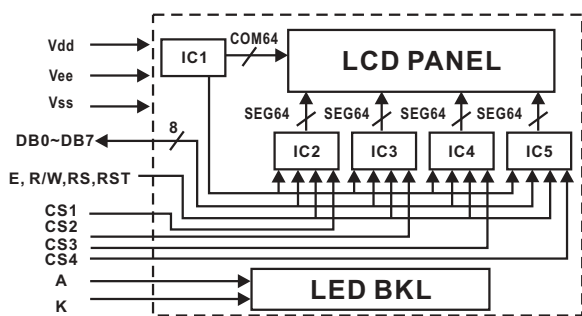 Vdd
Vee
Vss
DB0~DB7
8
E, R/W,RS,RST
CS1
CS2
CS3
CS4
A
K
IC1
COM64
LCD PANEL
SEG64 SEG64 SEG64 SEG64
IC2 IC3 IC4 IC5
LED BKL